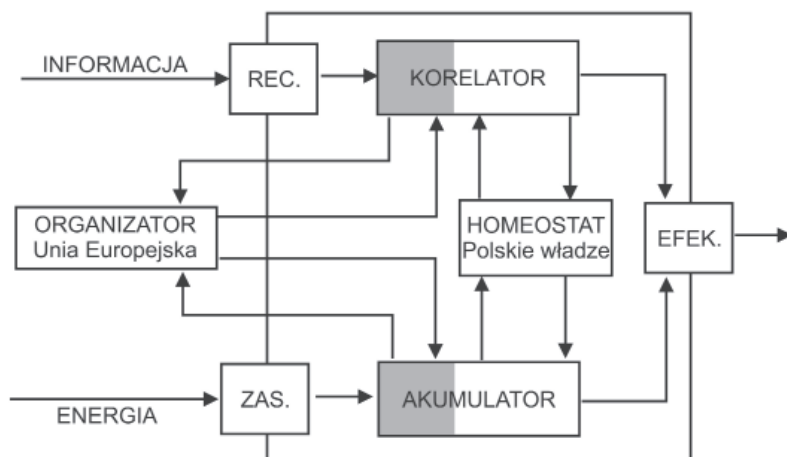 INFORMACJA
REC.
KORELATOR
ORGANIZATOR
Unia Europejska
HOMEOSTAT
Polskie władze
EFEK.
ENERGIA
ZAS.
AKUMULATOR